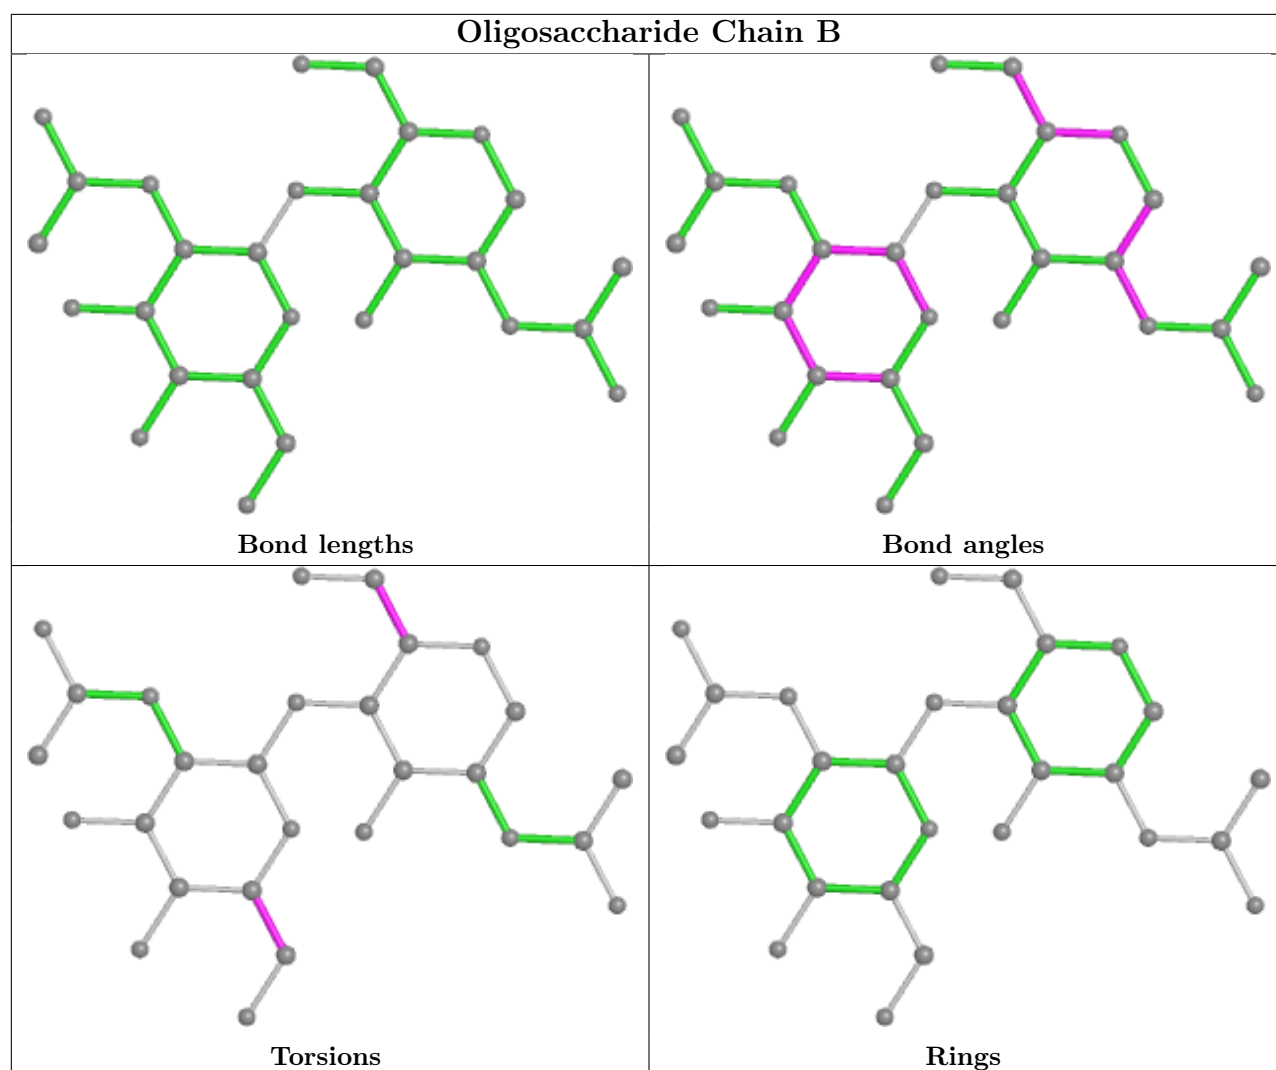 Oligosaccharide Chain B
Bond lengths
Bond angles
Torsions
Rings